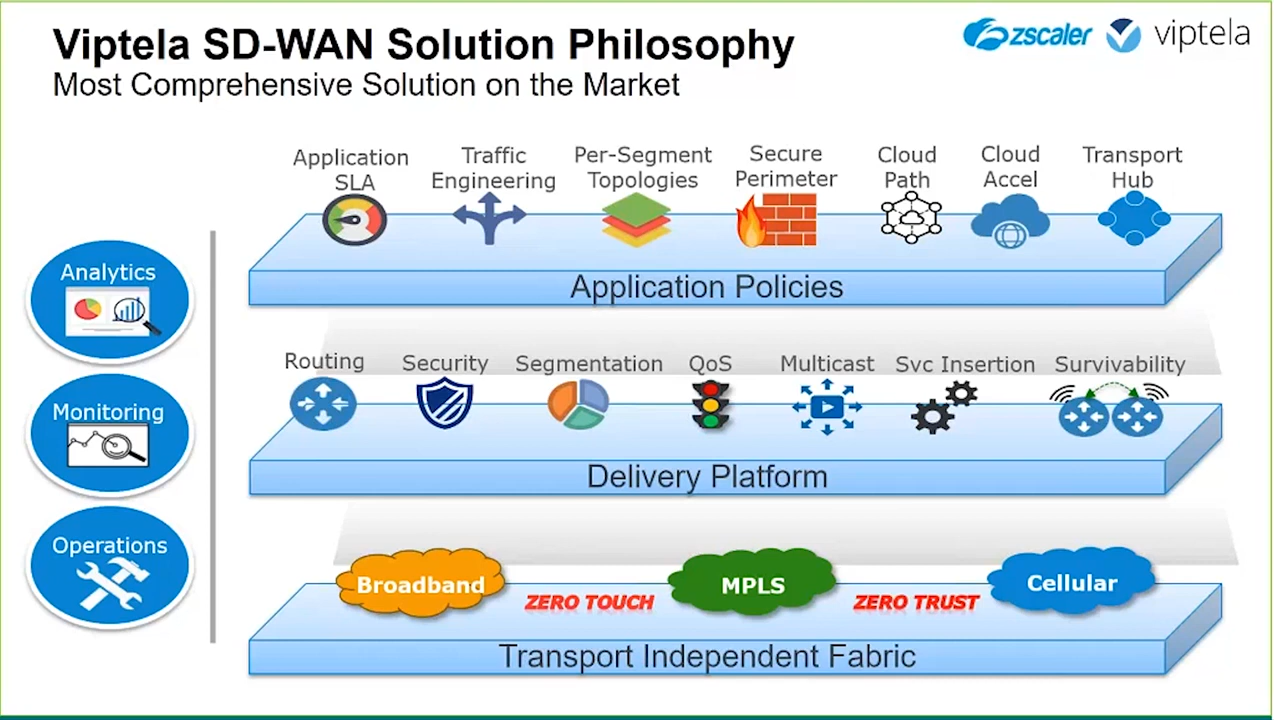 Viptela SD-WAN Solution Philosophy
Most Comprehensive Solution on the Market
zscaler
viptela
Application
SLA
Traffic
Engineering
Per-Segment
Topologies
Secure
Perimeter
Cloud
Path
Cloud
Accel
Transport
Hub
Application Policies
Analytics
Monitoring
Operations
Routing
Security
Segmentation
QoS
Multicast
Svc Insertion
Survivability
Delivery Platform
Broadband
ZERO TOUCH
MPLS
ZERO TRUST
Cellular
Transport Independent Fabric